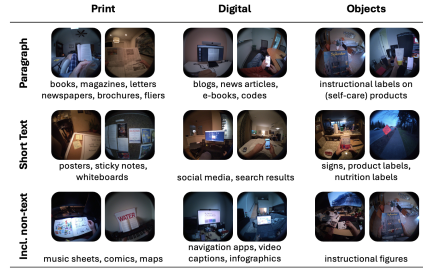 Print Digital Objects
Paragraph
books, magazines, letters
newspapers, brochures, fliers
blogs, news articles,
e-books, codes
instructional labels on
(self-care) products
Short Text
posters, sticky notes,
whiteboards
social media, search results
signs, product labels,
nutrition labels
Incl. non-text
WATER
music sheets, comics, maps
navigation apps, video
captions, infographics
instructional figures